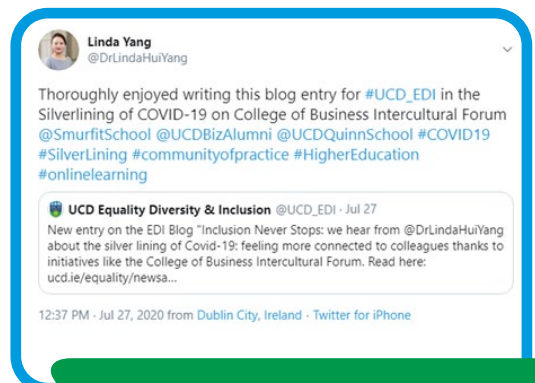 Linda Yang
@DrLindaHuiYang
Thoroughly enjoyed writing this blog entry for #UCD_EDI in the
Silverlining of COVID-19 on College of Business Intercultural Forum
@SmurfitSchool @UCDBizAlumni @UCDQuinnSchool #COVID19
#SilverLining #communityofpractice #HigherEducation
#onlinelearning
UCD Equality Diversity & Inclusion @UCD_EDI · Jul 27
New entry on the EDI Blog "Inclusion Never Stops: we hear from @DrLindaHuiYang
about the silver lining of Covid-19: feeling more connected to colleagues thanks to
initiatives like the College of Business Intercultural Forum. Read here:
ucd.ie/equality/newsa...
12:37 PM · Jul 27, 2020 from Dublin City, Ireland · Twitter for iPhone